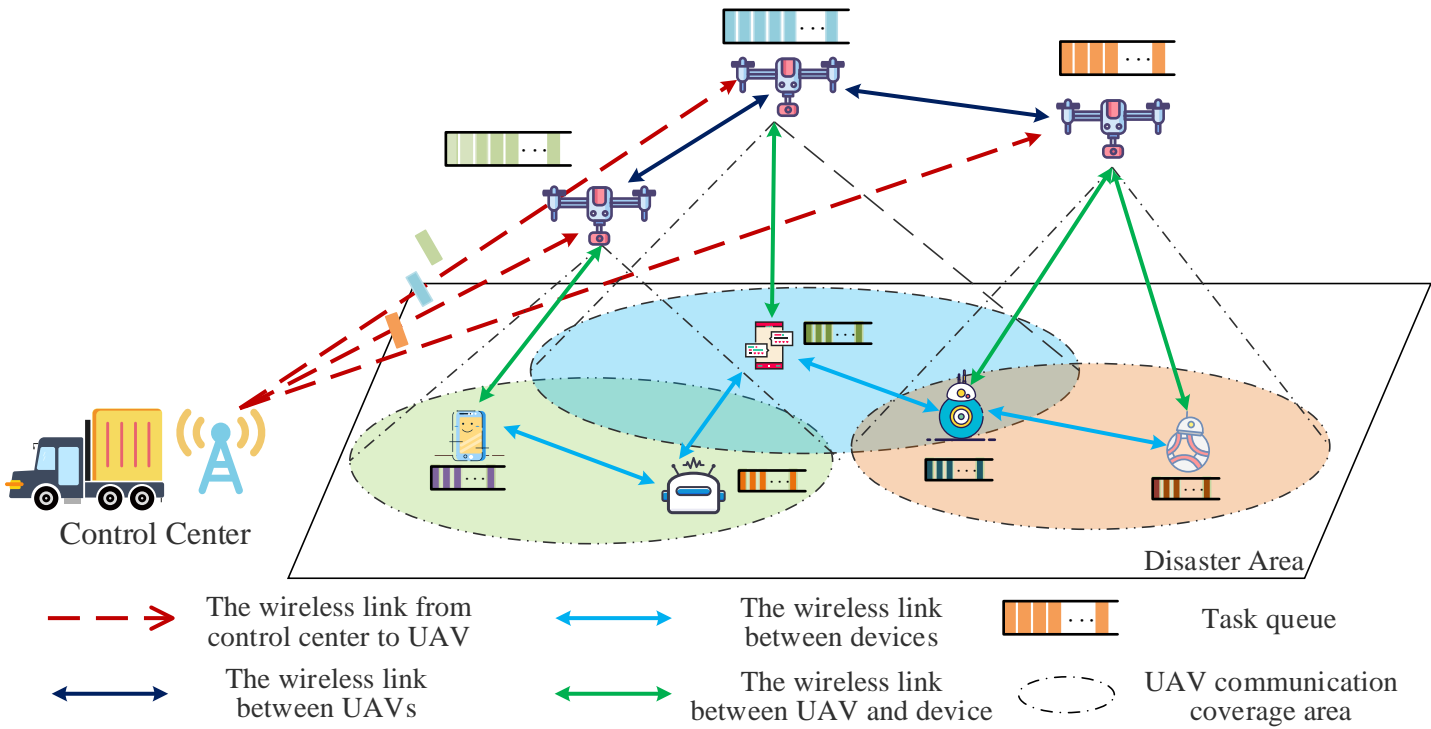 Control Center
Disaster Area
The wireless link from
control center to UAV
The wireless link
between devices
Task queue
The wireless link
between UAVs
The wireless link
between UAV and device
UAV communication
coverage area